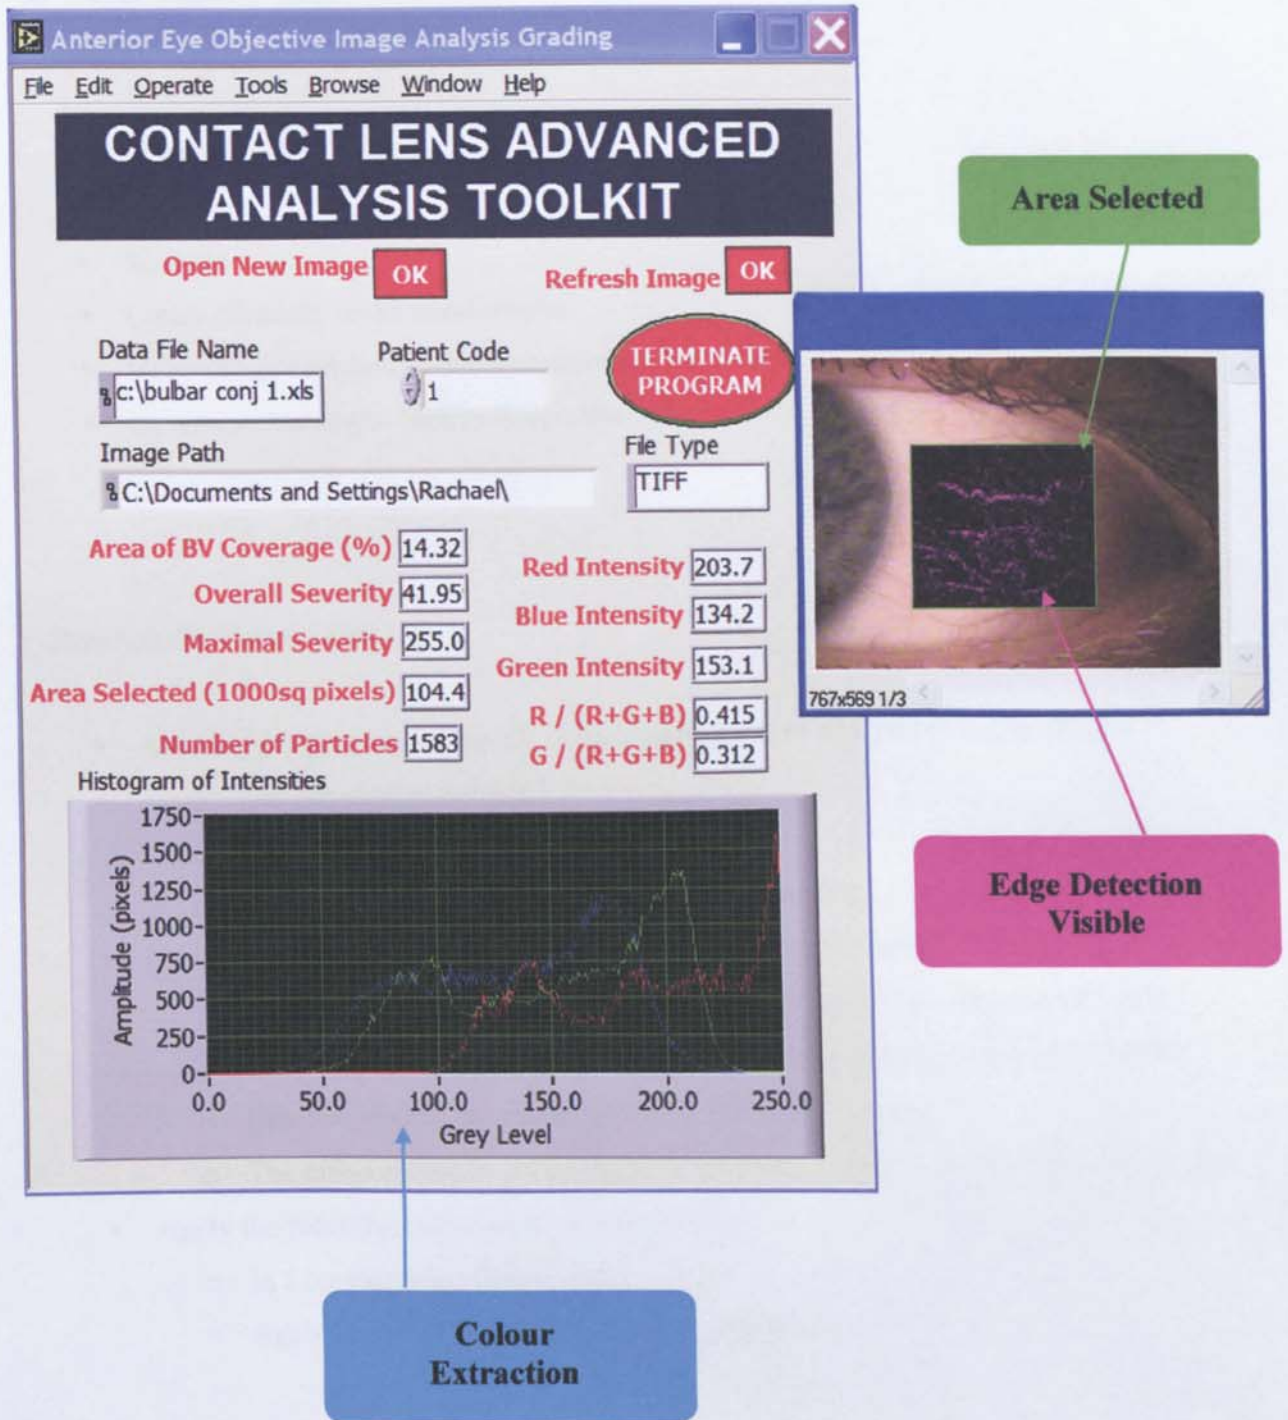 Anterior Eye Objective Image Analysis Grading
File Edit Operate Tools Browse Window Help
CONTACT LENS ADVANCED
ANALYSIS TOOLKIT
Open New Image OK
Refresh Image OK
Data File Name
c:\bulbar conj 1.xls
Patient Code
1
TERMINATE
PROGRAM
Image Path
C:\Documents and Settings\Rachael\
File Type
TIFF
Area of BV Coverage (%) 14.32
Overall Severity 41.95
Maximal Severity 255.0
Area Selected (1000sq pixels) 104.4
Number of Particles 1583
Red Intensity 203.7
Blue Intensity 134.2
Green Intensity 153.1
R / (R+G+B) 0.415
G / (R+G+B) 0.312
Histogram of Intensities
Amplitude (pixels)
1750
1500
1250
1000
750
500
250
0
0.0 50.0 100.0 150.0 200.0 250.0
Grey Level
Area Selected
767x569 1/3
Edge Detection
Visible
Colour
Extraction